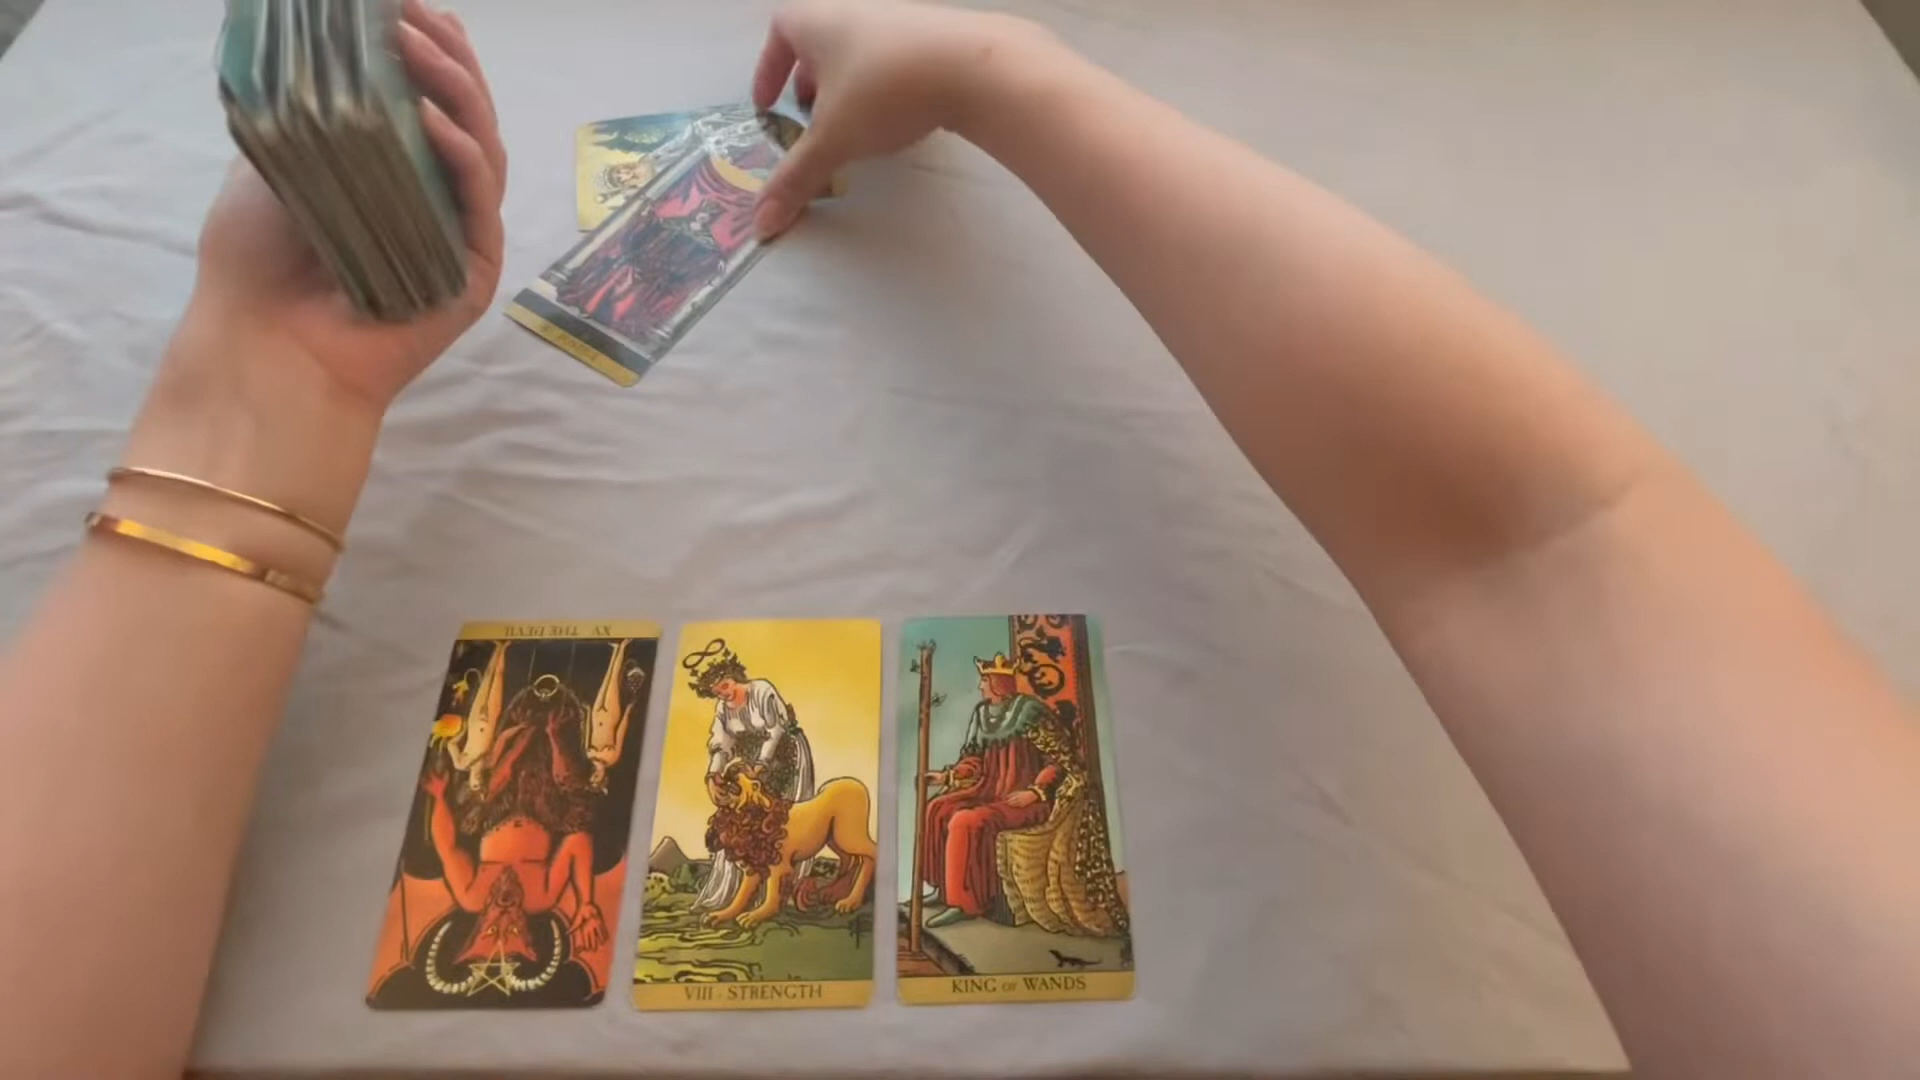 XV THE DEVIL
VIII · STRENGTH
KING OF WANDS